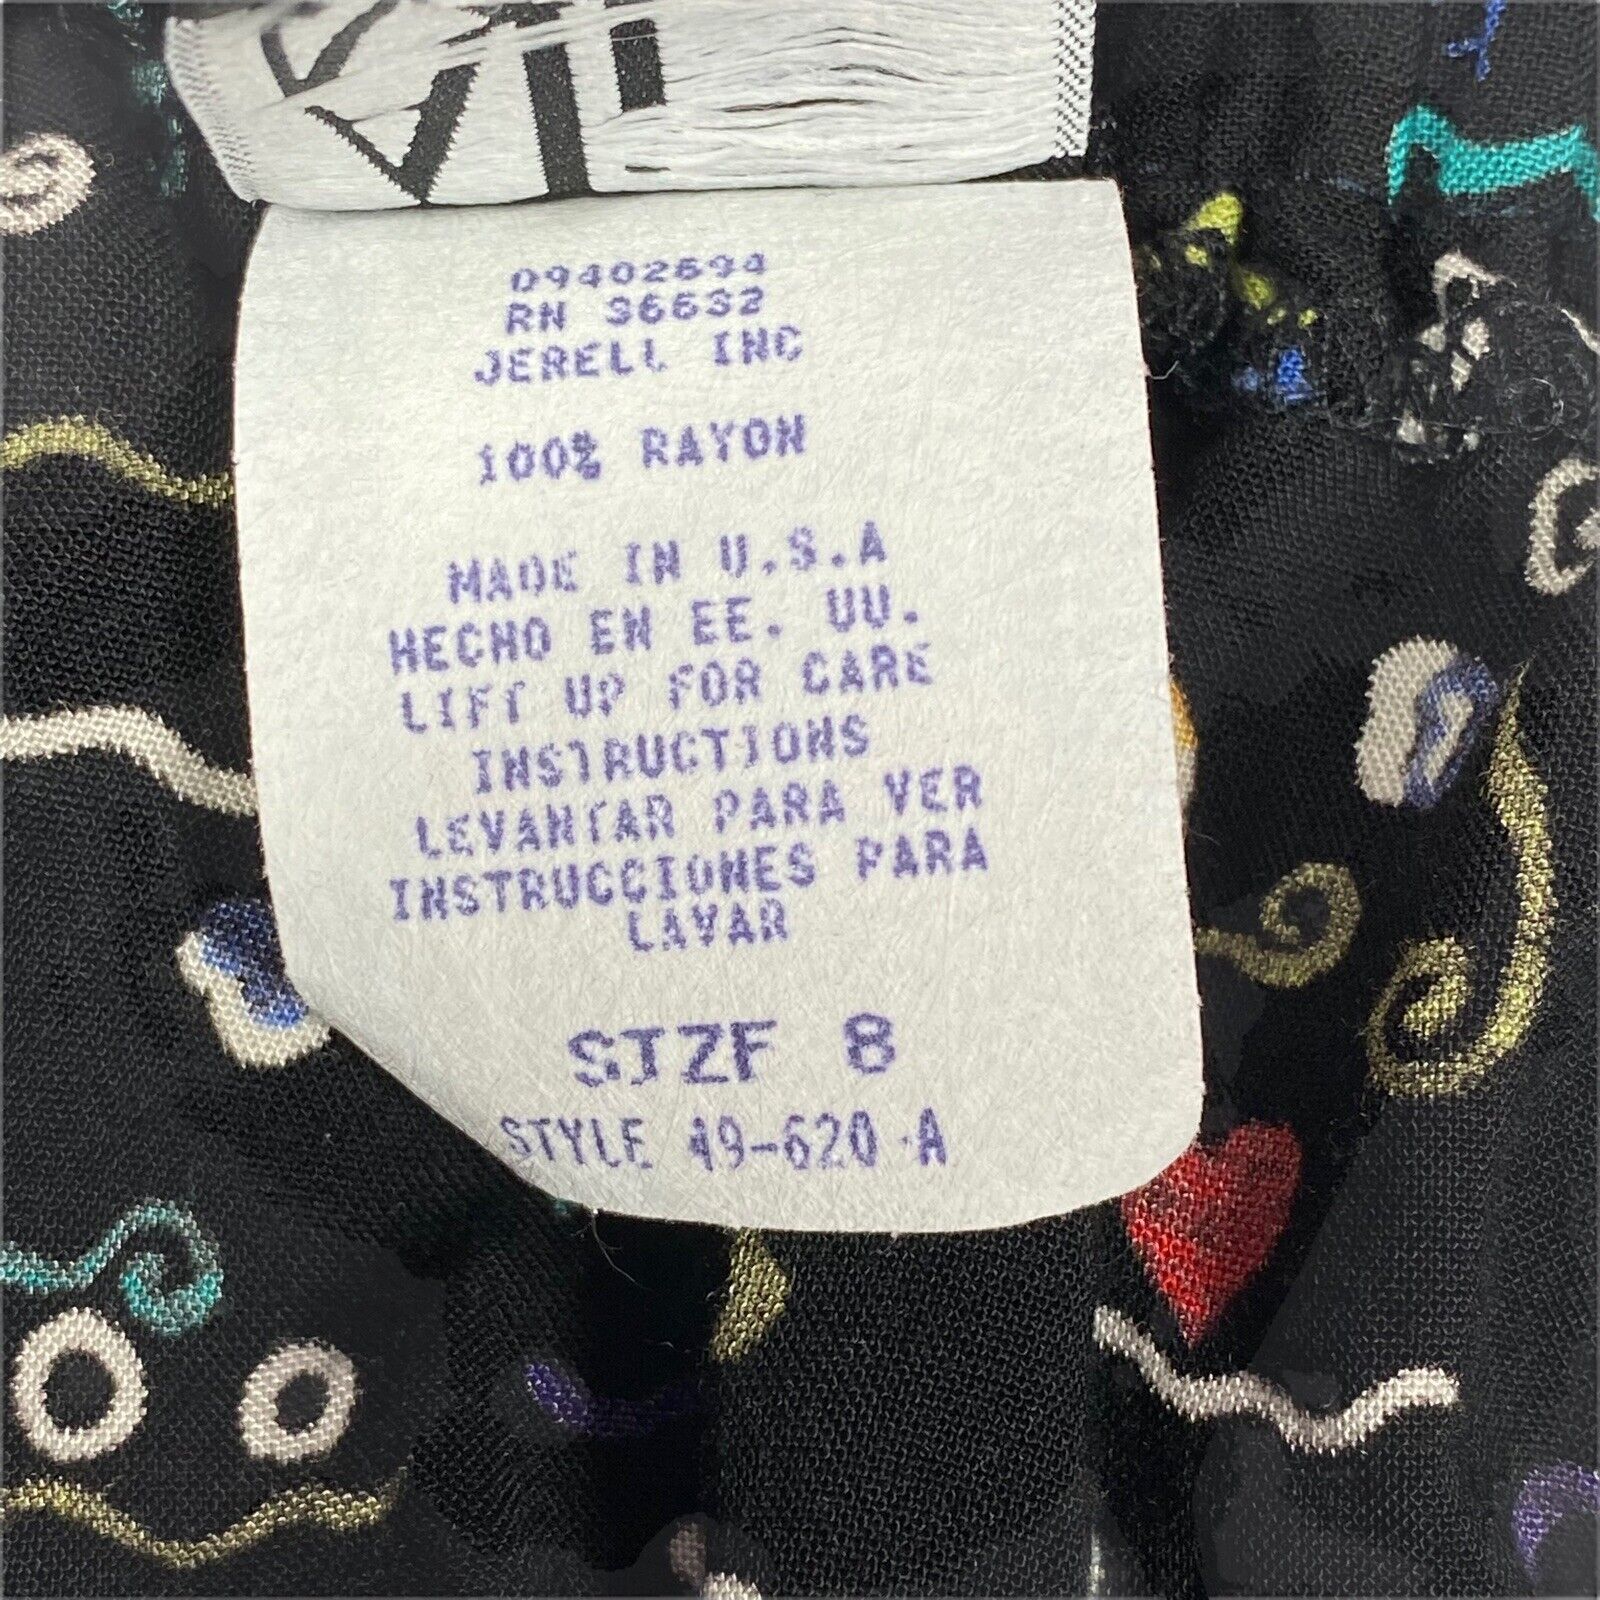 09402694
RN 36632
JERELL INC
100% RAYON
MADE IN U.S.A
HECHO EN EE. UU.
LIFT UP FOR CARE
INSTRUCTIONS
LEVANTAR PARA VER
INSTRUCCIONES PARA
LAVAR
SIZE 8
STYLE 49-620-A